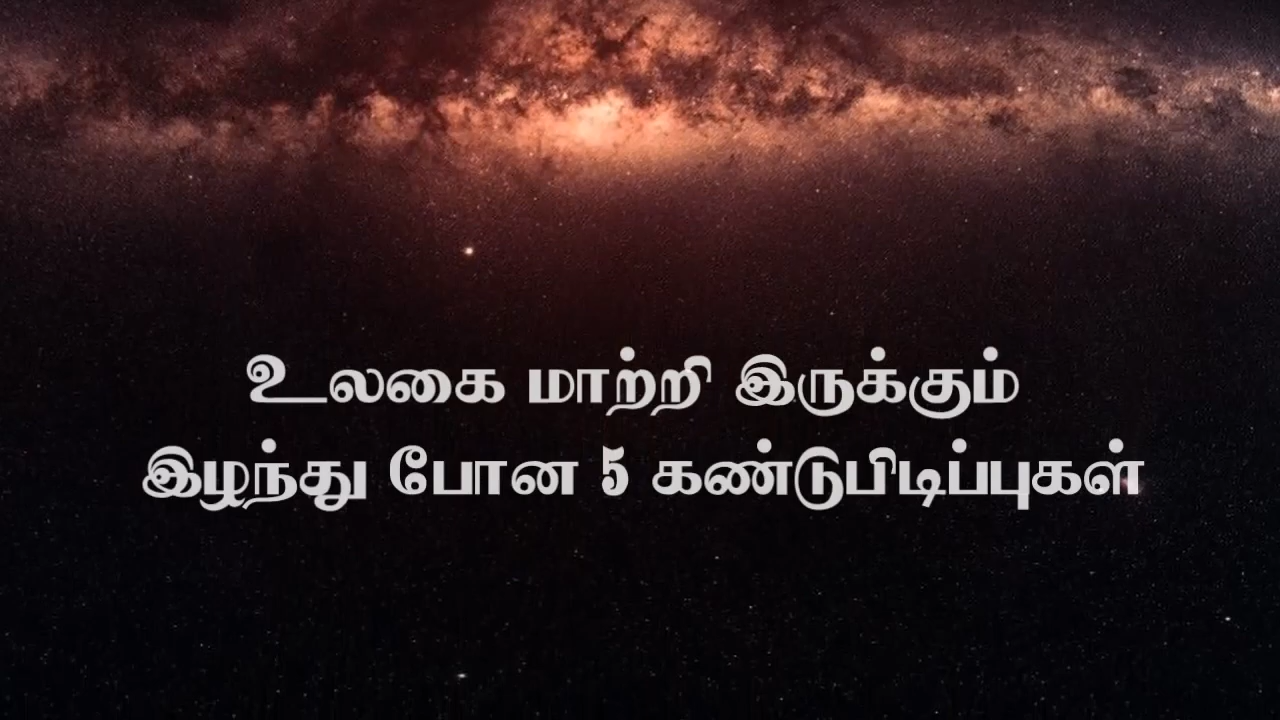 உலகை மாற்றி இருக்கும்
இழந்து போன 5 கண்டுபிடிப்புகள்